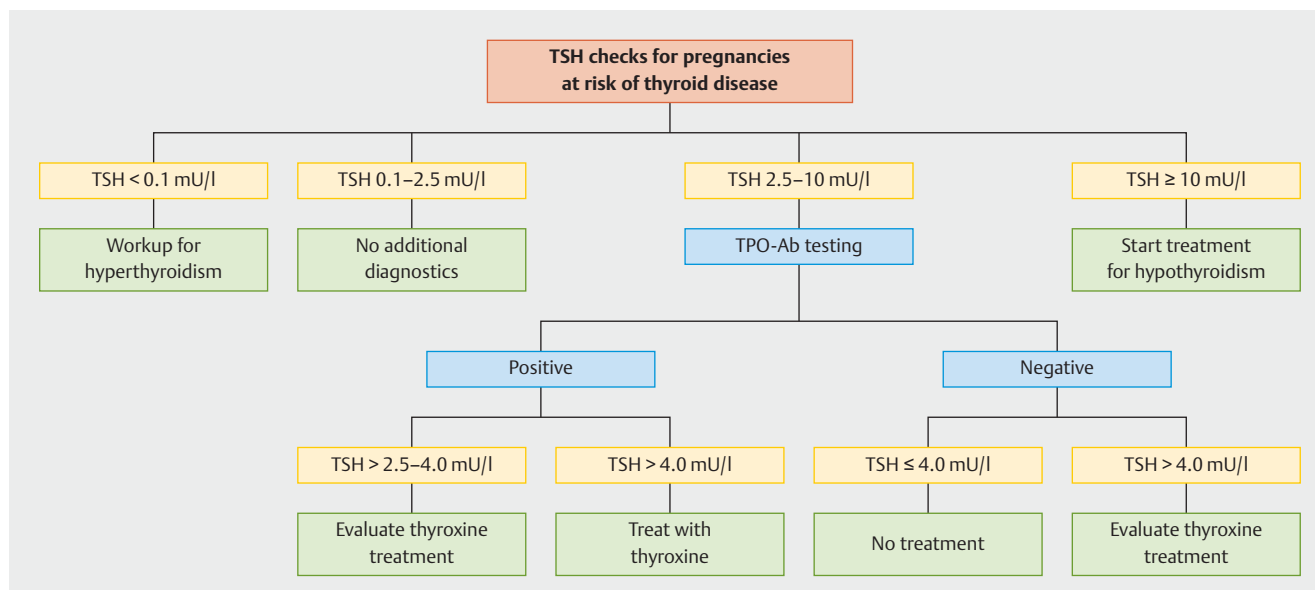 TSH checks for pregnancies
at risk of thyroid disease
TSH < 0.1 mU/l
TSH 0.1–2.5 mU/l
TSH 2.5–10 mU/l
TSH ≥ 10 mU/l
Workup for
hyperthyroidism
No additional
diagnostics
TPO-Ab testing
Start treatment
for hypothyroidism
Positive
Negative
TSH > 2.5–4.0 mU/l
TSH > 4.0 mU/l
TSH ≤ 4.0 mU/l
TSH > 4.0 mU/l
Evaluate thyroxine
treatment
Treat with
thyroxine
No treatment
Evaluate thyroxine
treatment